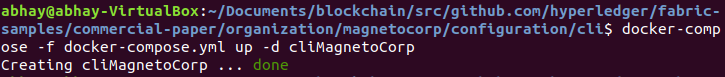 abhay@abhay-VirtualBox:~/Documents/blockchain/src/github.com/hyperledger/fabric-
samples/commercial-paper/organization/magnetocorp/configuration/cli$ docker-comp
ose -f docker-compose.yml up -d cliMagnetoCorp
Creating cliMagnetoCorp ... done